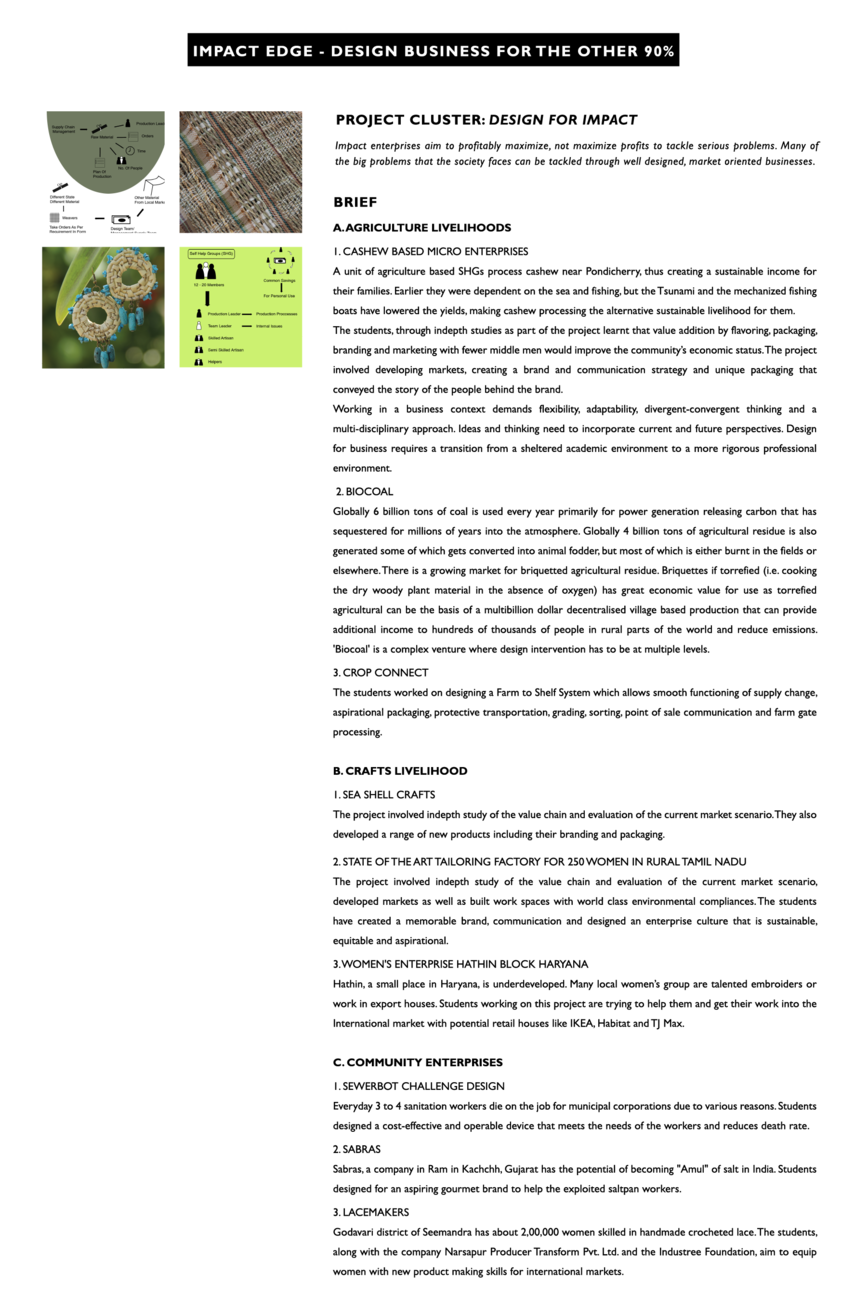 IMPACT EDGE - DESIGN BUSINESS FOR THE OTHER 90%
Supply Chain
Management
Raw Material
Production Lead
Orders
Time
No. Of People
Pair Of
Production
Different State
Different Material
Other Material
From Local Marke
Weavers
Take Orders As Per
Recuirement In Form
Design Team/
Self Help Groups (SHG)
12 - 20 Members
Common Savings
For Personal Use
Production Leader
Production Processes
Team Leader
Internal Issues
Skilled Artisan
Semi Skilled Artisan
Helpers
PROJECT CLUSTER: DESIGN FOR IMPACT
Impact enterprises aim to profitably maximize, not maximize profits to tackle serious problems. Many of
the big problems that the society faces can be tackled through well designed, market oriented businesses.
BRIEF
A. AGRICULTURE LIVELIHOODS
1. CASHEW BASED MICRO ENTERPRISES
A unit of agriculture based SHGs process cashew near Pondicherry, thus creating a sustainable income for
their families. Earlier they were dependent on the sea and fishing, but the Tsunami and the mechanized fishing
boats have lowered the yields, making cashew processing the alternative sustainable livelihood for them.
The students, through indepth studies as part of the project learnt that value addition by flavoring, packaging,
branding and marketing with fewer middle men would improve the community's economic status. The project
involved developing markets, creating a brand and communication strategy and unique packaging that
conveyed the story of the people behind the brand.
Working in a business context demands flexibility, adaptability, divergent-convergent thinking and a
multi-disciplinary approach. Ideas and thinking need to incorporate current and future perspectives. Design
for business requires a transition from a sheltered academic environment to a more rigorous professional
environment.
2. BIOCOAL
Globally 6 billion tons of coal is used every year primarily for power generation releasing carbon that has
sequestered for millions of years into the atmosphere. Globally 4 billion tons of agricultural residue is also
generated some of which gets converted into animal fodder, but most of which is either burnt in the fields or
elsewhere. There is a growing market for briquetted agricultural residue. Briquettes if torrefied (i.e. cooking
the dry woody plant material in the absence of oxygen) has great economic value for use as torrefied
agricultural can be the basis of a multibillion dollar decentralised village based production that can provide
additional income to hundreds of thousands of people in rural parts of the world and reduce emissions.
'Biocoal' is a complex venture where design intervention has to be at multiple levels.
3. CROP CONNECT
The students worked on designing a Farm to Shelf System which allows smooth functioning of supply change,
aspirational packaging, protective transportation, grading, sorting, point of sale communication and farm gate
processing.
B. CRAFTS LIVELIHOOD
1. SEA SHELL CRAFTS
The project involved indepth study of the value chain and evaluation of the current market scenario. They also
developed a range of new products including their branding and packaging.
2. STATE OF THE ART TAILORING FACTORY FOR 250 WOMEN IN RURAL TAMIL NADU
The project involved indepth study of the value chain and evaluation of the current market scenario,
developed markets as well as built work spaces with world class environmental compliances. The students
have created a memorable brand, communication and designed an enterprise culture that is sustainable,
equitable and aspirational.
3. WOMEN'S ENTERPRISE HATHIN BLOCK HARYANA
Hathin, a small place in Haryana, is underdeveloped. Many local women's group are talented embroiders or
work in export houses. Students working on this project are trying to help them and get their work into the
International market with potential retail houses like IKEA, Habitat and TJ Max.
C. COMMUNITY ENTERPRISES
1. SEWERBOT CHALLENGE DESIGN
Everyday 3 to 4 sanitation workers die on the job for municipal corporations due to various reasons. Students
designed a cost-effective and operable device that meets the needs of the workers and reduces death rate.
2. SABRAS
Sabras, a company in Ram in Kachchh, Gujarat has the potential of becoming "Amul" of salt in India. Students
designed for an aspiring gourmet brand to help the exploited saltpan workers.
3. LACEMAKERS
Godavari district of Seemandra has about 2,00,000 women skilled in handmade crocheted lace. The students,
along with the company Narsapur Producer Transform Pvt. Ltd. and the Industree Foundation, aim to equip
women with new product making skills for international markets.